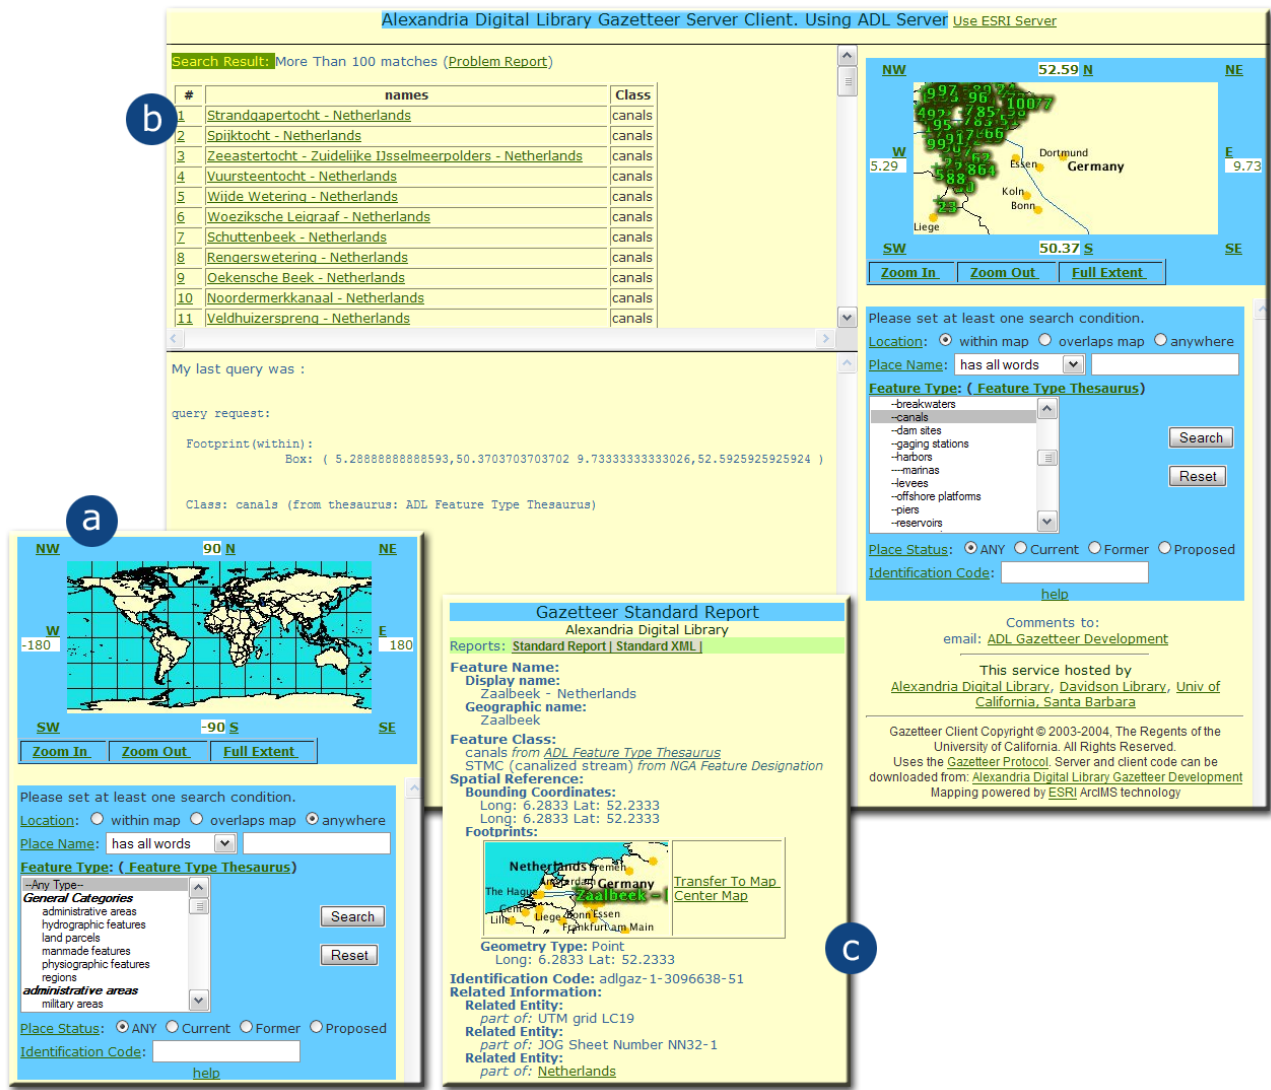 Alexandria Digital Library Gazetteer Server Client. Using ADL Server Use ESRI Server
Search Result: More Than 100 matches (Problem Report)
# names Class
b
1 Strandgapertocht - Netherlands canals
2 Spijktocht - Netherlands canals
3 Zeeastertocht - Zuidelijke IJsselmeerpolders - Netherlands canals
4 Vuursteentocht - Netherlands canals
5 Wijde Wetering - Netherlands canals
6 Woeziksche Leigraaf - Netherlands canals
7 Schuttenbeek - Netherlands canals
8 Rengerswetering - Netherlands canals
9 Oekensche Beek - Netherlands canals
10 Noordermerkkanaal - Netherlands canals
11 Veldhuizerspreng - Netherlands canals
My last query was :
query request:
Footprint(within):
Box: ( 5.28888888888593,50.3703703703702 9.73333333333026,52.5925925925924 )
Class: canals (from thesaurus: ADL Feature Type Thesaurus)
NW 52.59 N NE
10077
Dortmund
Essen
Germany
W
5.29
E
9.73
Koln
Bonn
23
Liege
SW 50.37 S SE
Zoom In Zoom Out Full Extent
Please set at least one search condition.
Location: within map overlaps map anywhere
Place Name: has all words
Feature Type: ( Feature Type Thesaurus)
--breakwaters
--canals
--dam sites
--gaging stations
--harbors
----marinas
--levees
--offshore platforms
--piers
--reservoirs
Search
Reset
Place Status: ANY Current Former Proposed
Identification Code:
help
Comments to:
email: ADL Gazetteer Development
This service hosted by
Alexandria Digital Library, Davidson Library, Univ of
California, Santa Barbara
Gazetteer Client Copyright © 2003-2004, The Regents of the
University of California. All Rights Reserved.
Uses the Gazetteer Protocol. Server and client code can be
downloaded from: Alexandria Digital Library Gazetteer Development
Mapping powered by ESRI ArcIMS technology
a
NW 90 N NE
W
-180
E
180
SW -90 S SE
Zoom In Zoom Out Full Extent
Please set at least one search condition.
Location: within map overlaps map anywhere
Place Name: has all words
Feature Type: ( Feature Type Thesaurus)
--Any Type--
General Categories
administrative areas
hydrographic features
land parcels
manmade features
physiographic features
regions
administrative areas
military areas
Search
Reset
Place Status: ANY Current Former Proposed
Identification Code:
help
Gazetteer Standard Report
Alexandria Digital Library
Reports: Standard Report | Standard XML |
Feature Name:
Display name:
Zaalbeek - Netherlands
Geographic name:
Zaalbeek
Feature Class:
canals from ADL Feature Type Thesaurus
STMC (canalized stream) from NGA Feature Designation
Spatial Reference:
Bounding Coordinates:
Long: 6.2833 Lat: 52.2333
Long: 6.2833 Lat: 52.2333
Footprints:
Netherlands Bremen
Amsterdam Germany
The Hague Zaalbeek -
Gent Liege Bonn Essen
Lille Frankfurt am Main
Transfer To Map
Center Map
Geometry Type: Point
Long: 6.2833 Lat: 52.2333
c
Identification Code: adlgaz-1-3096638-51
Related Information:
Related Entity:
part of: UTM grid LC19
Related Entity:
part of: JOG Sheet Number NN32-1
Related Entity:
part of: Netherlands